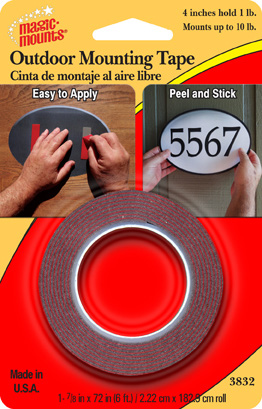 magic
mounts®
4 inches hold 1 lb.
Mounts up to 10 lb.
Outdoor Mounting Tape
Cinta de montaje al aire libre
Easy to Apply
Peel and Stick
5567
Made in
U.S.A.
3832
1- 7/8 in x 72 in (6 ft.) / 2.22 cm x 182.9 cm roll